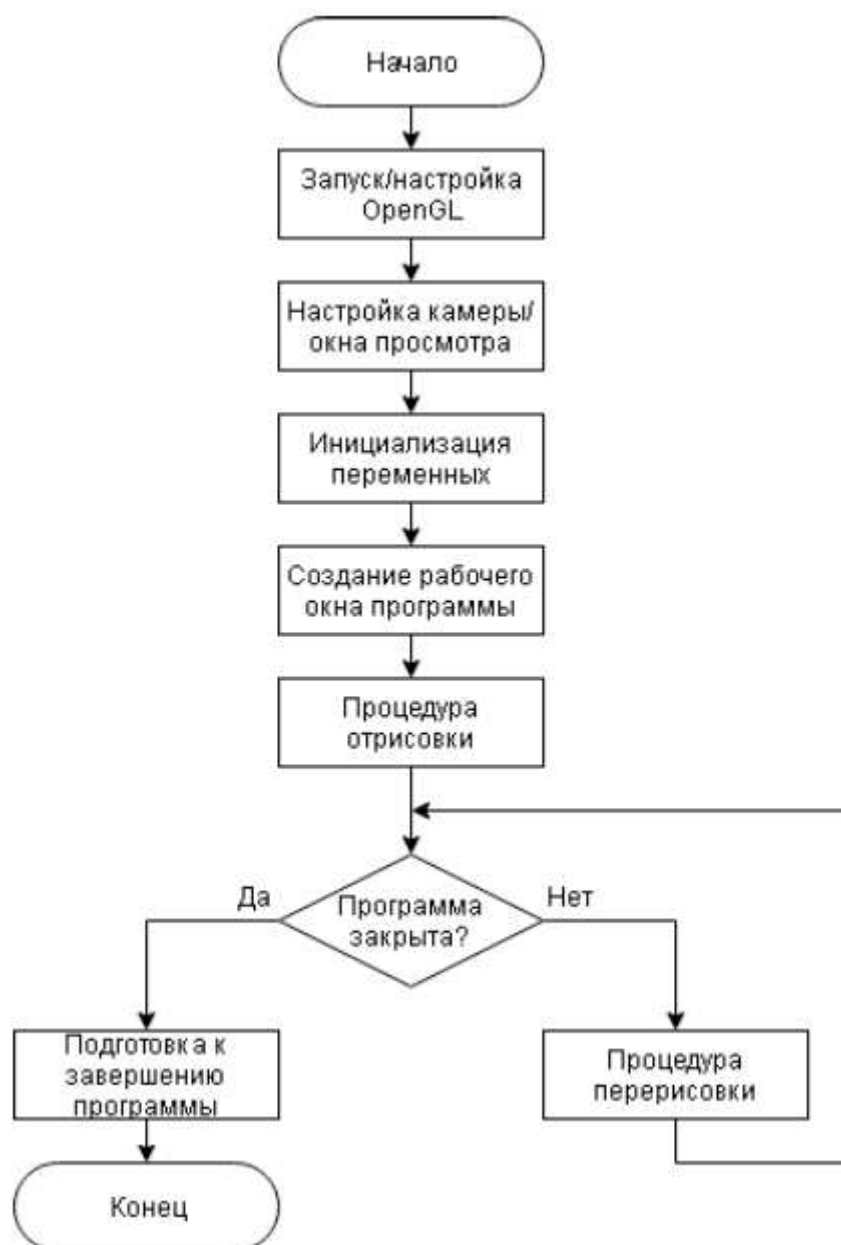 Начало
Запуск/настройка
OpenGL
Настройка камеры/
окна просмотра
Инициализация
переменных
Создание рабочего
окна программы
Процедура
отрисовки
Да
Программа
закрыта?
Нет
Подготовка к
завершению
программы
Процедура
перерисовки
Конец